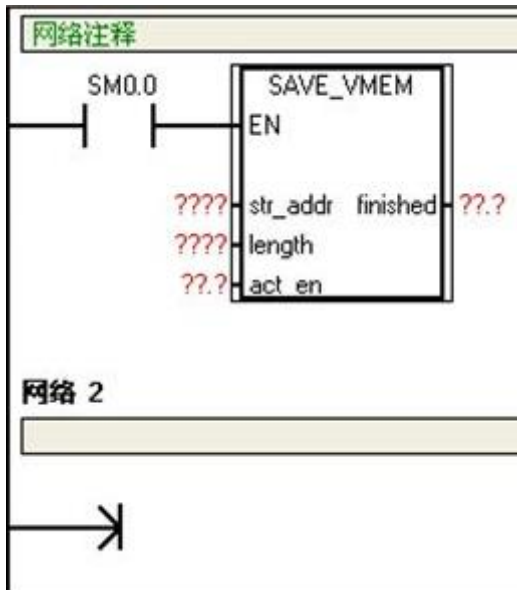 网络注释
SM0.0
SAVE_VMEM
EN
???? str_addr finished ??.?
???? length
??.? act_en
网络 2